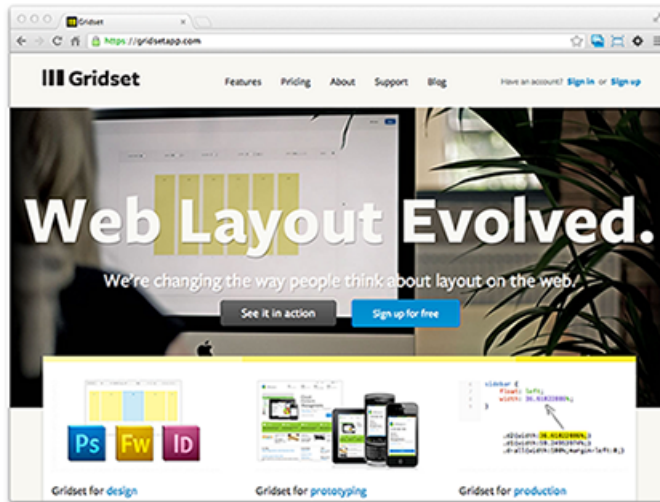 Gridset
https://gridsetapp.com
Gridset
Features Pricing About Support Blog
Have an account? Sign in or Sign up
Web Layout Evolved.
We're changing the way people think about layout on the web.
See it in action Sign up for free
Ps Fw ID
sidebar {
float: left;
}
Gridset for design Gridset for prototyping Gridset for production